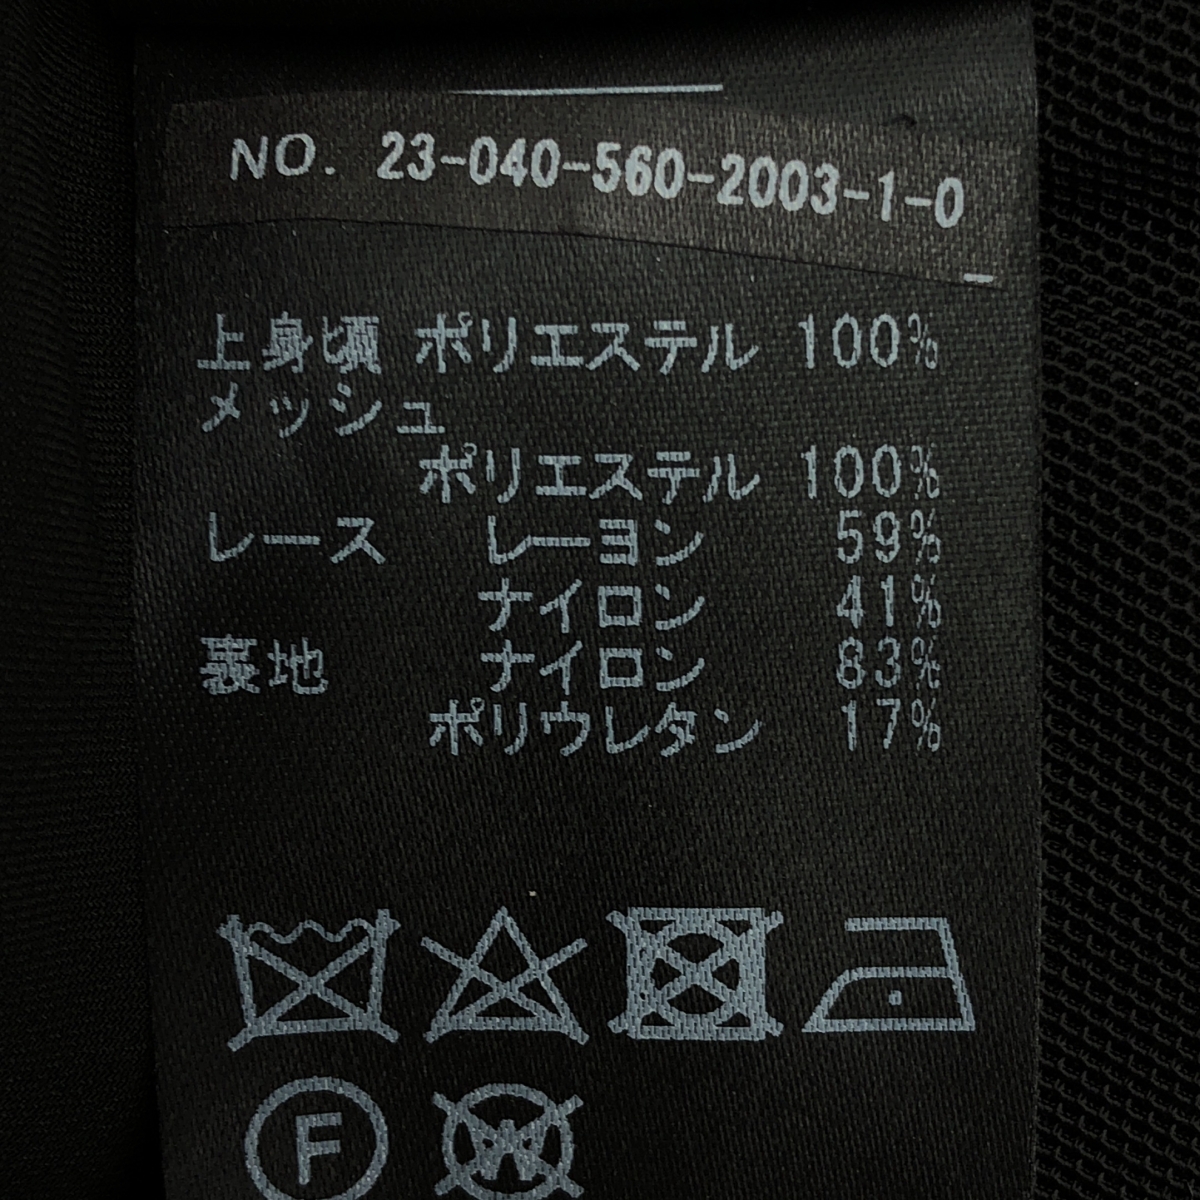 NO. 23-040-560-2003-1-0
上身頃 ポリエステル 100%
メッシュ
ポリエステル 100%
レース レーヨン 59%
ナイロン 41%
裏地 ナイロン 83%
ポリウレタン 17%
F W